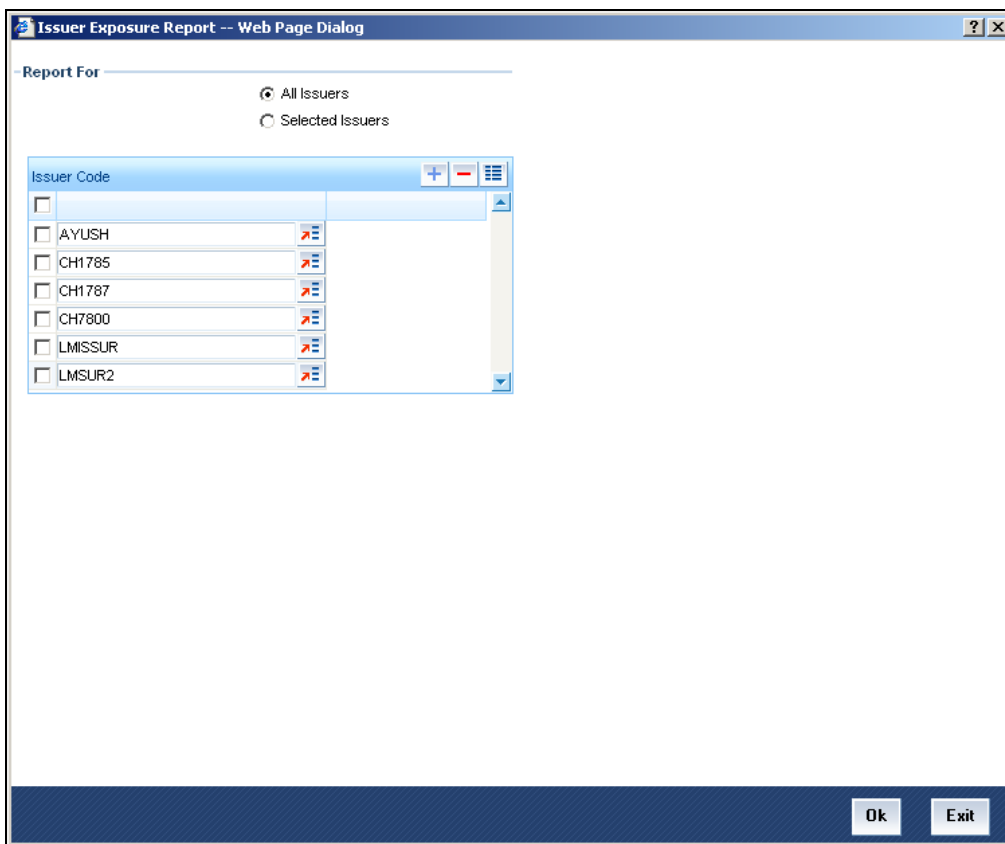 Issuer Exposure Report -- Web Page Dialog
Report For
All Issuers
Selected Issuers
Issuer Code
AYUSH
CH1785
CH1787
CH7800
LMISSUR
LMSUR2
Ok Exit